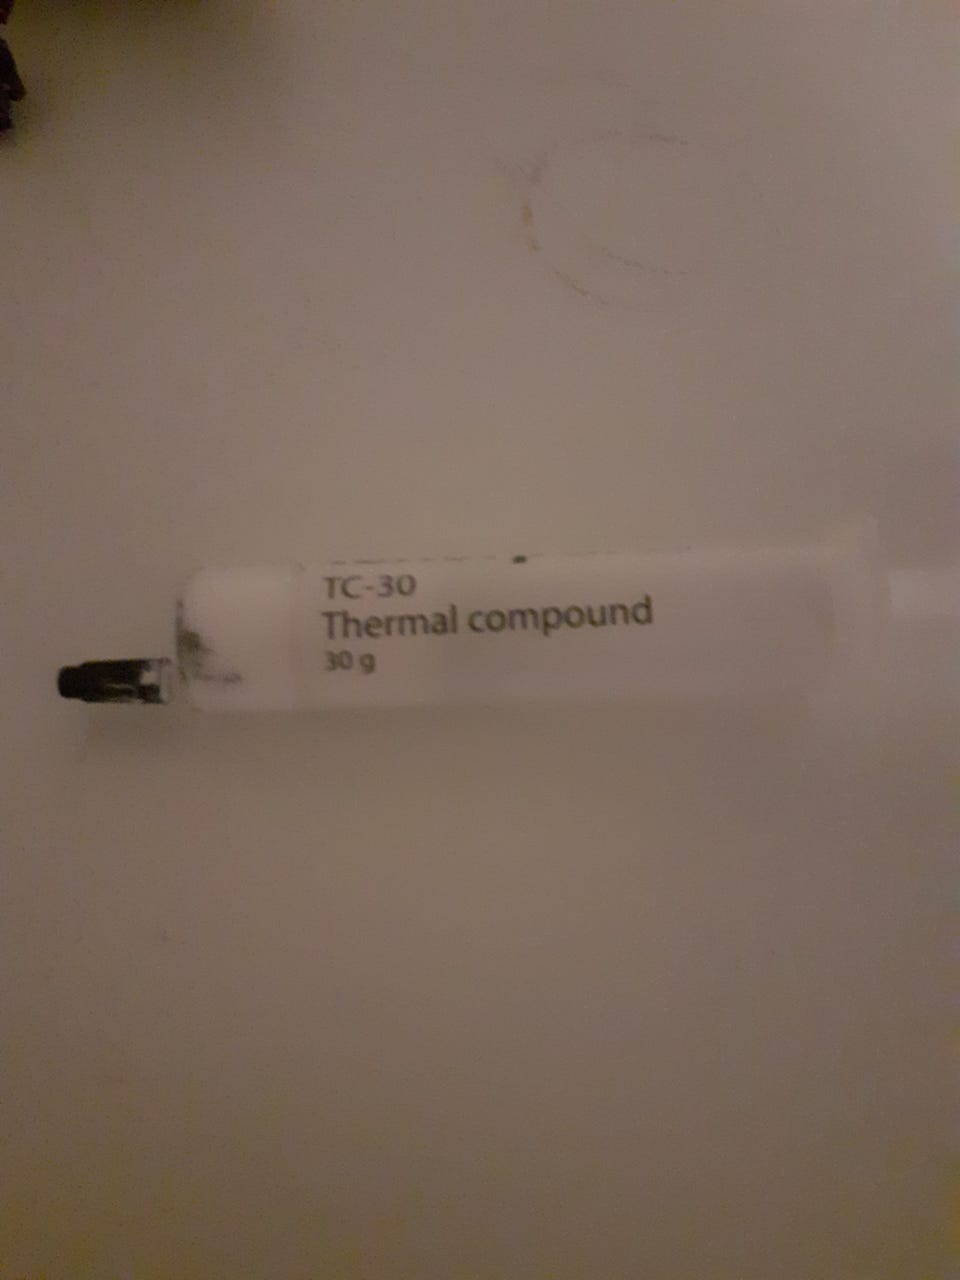 TC-30
Thermal compound
30 g